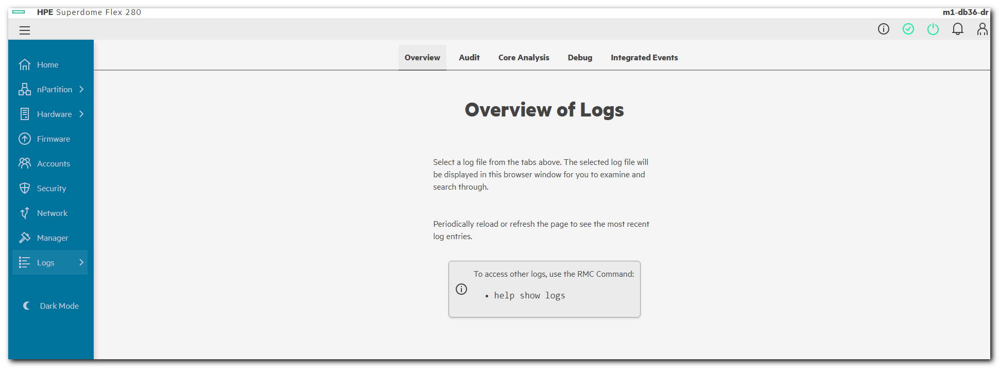 HPE Superdome Flex 280
m1-db36-dr
Home
nPartition
Hardware
Firmware
Accounts
Security
Network
Manager
Logs
Dark Mode
Overview Audit Core Analysis Debug Integrated Events
Overview of Logs
Select a log file from the tabs above. The selected log file will
be displayed in this browser window for you to examine and
search through.
Periodically reload or refresh the page to see the most recent
log entries.
To access other logs, use the RMC Command:
• help show logs